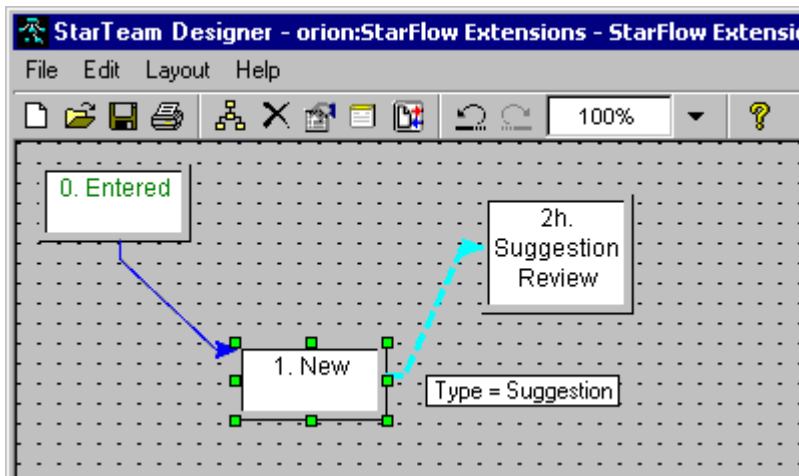 StarTeam Designer - orion:StarFlow Extensions - StarFlow Extensi
File Edit Layout Help
100%
0. Entered
2h.
Suggestion
Review
1. New
Type = Suggestion